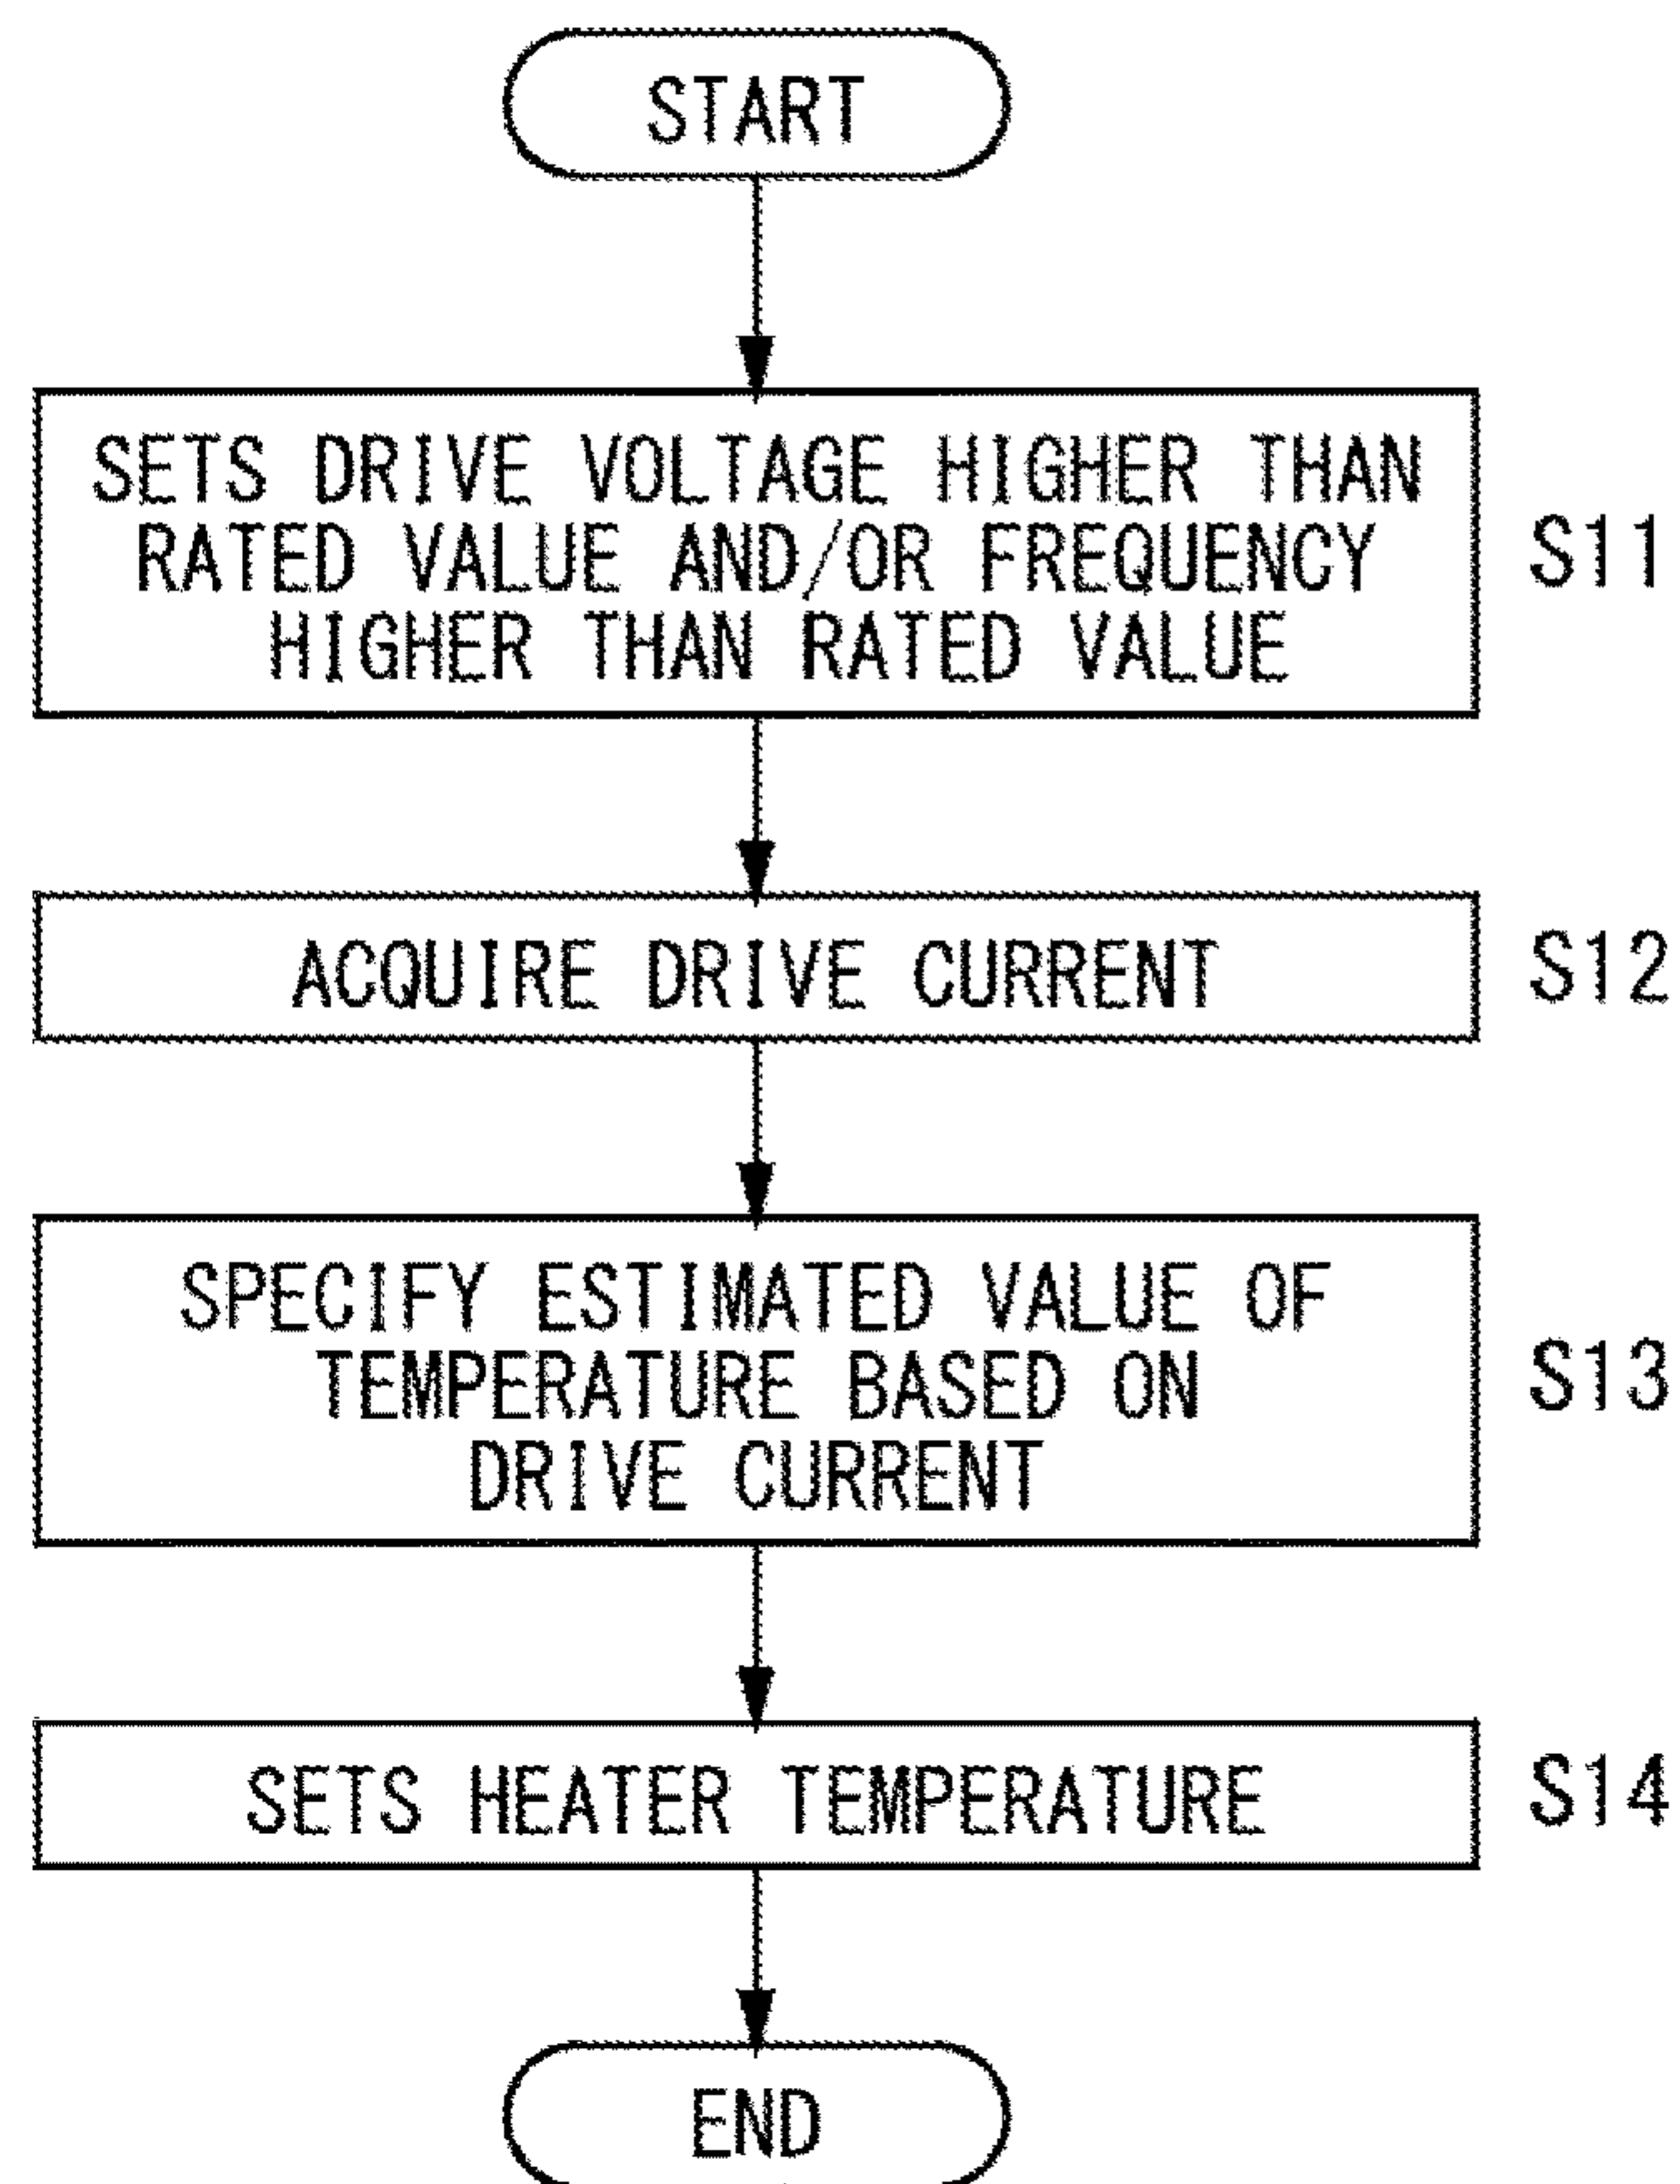 START
SETS DRIVE VOLTAGE HIGHER THAN
RATED VALUE AND/OR FREQUENCY
HIGHER THAN RATED VALUE
S11
ACQUIRE DRIVE CURRENT
S12
SPECIFY ESTIMATED VALUE OF
TEMPERATURE BASED ON
DRIVE CURRENT
S13
SETS HEATER TEMPERATURE
S14
END